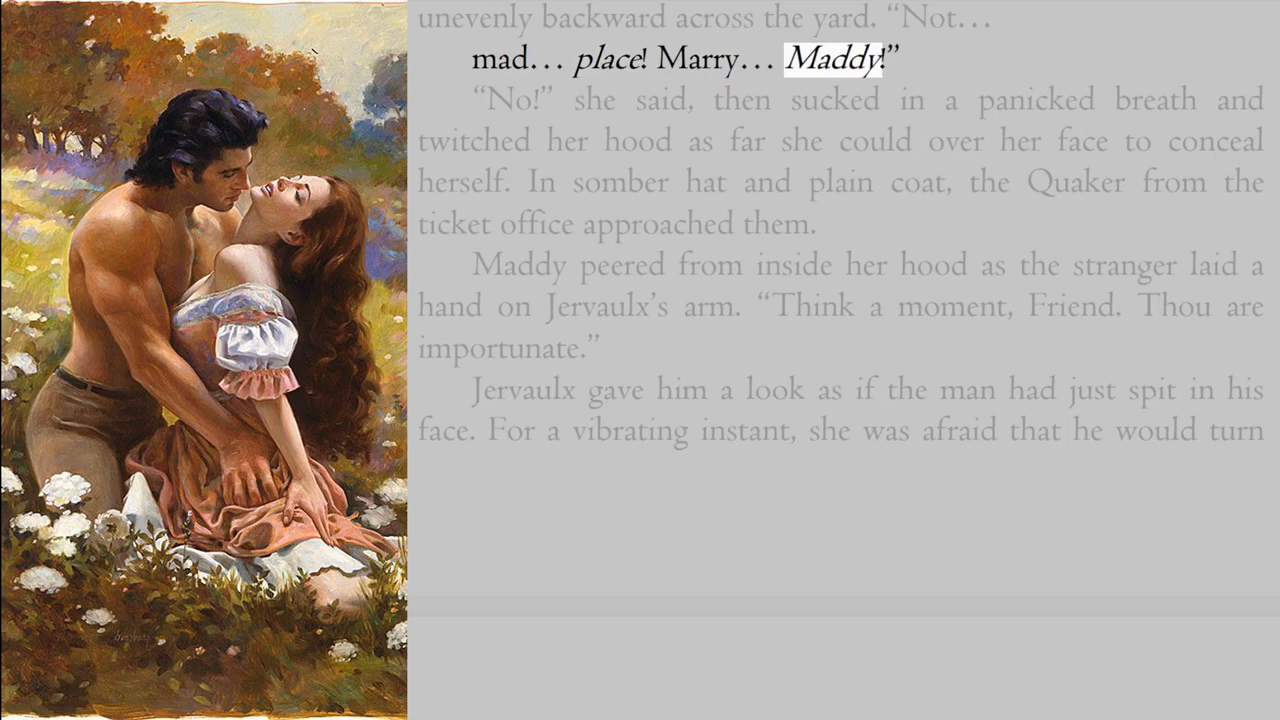 unevenly backward across the yard. “Not…
mad… place! Marry… Maddy!”
“No!” she said, then sucked in a panicked breath and
twitched her hood as far she could over her face to conceal
herself. In somber hat and plain coat, the Quaker from the
ticket office approached them.
Maddy peered from inside her hood as the stranger laid a
hand on Jervaulx’s arm. “Think a moment, Friend. Thou are
importunate.”
Jervaulx gave him a look as if the man had just spit in his
face. For a vibrating instant, she was afraid that he would turn